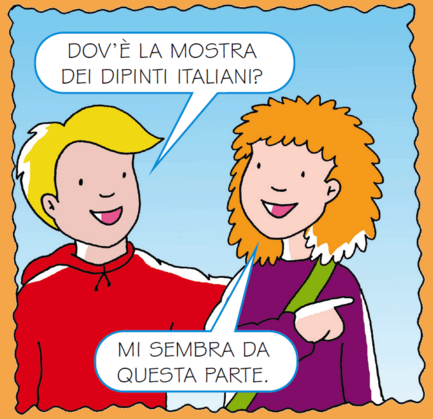 DOV'È LA MOSTRA
DEI DIPINTI ITALIANI?
MI SEMBRA DA
QUESTA PARTE.